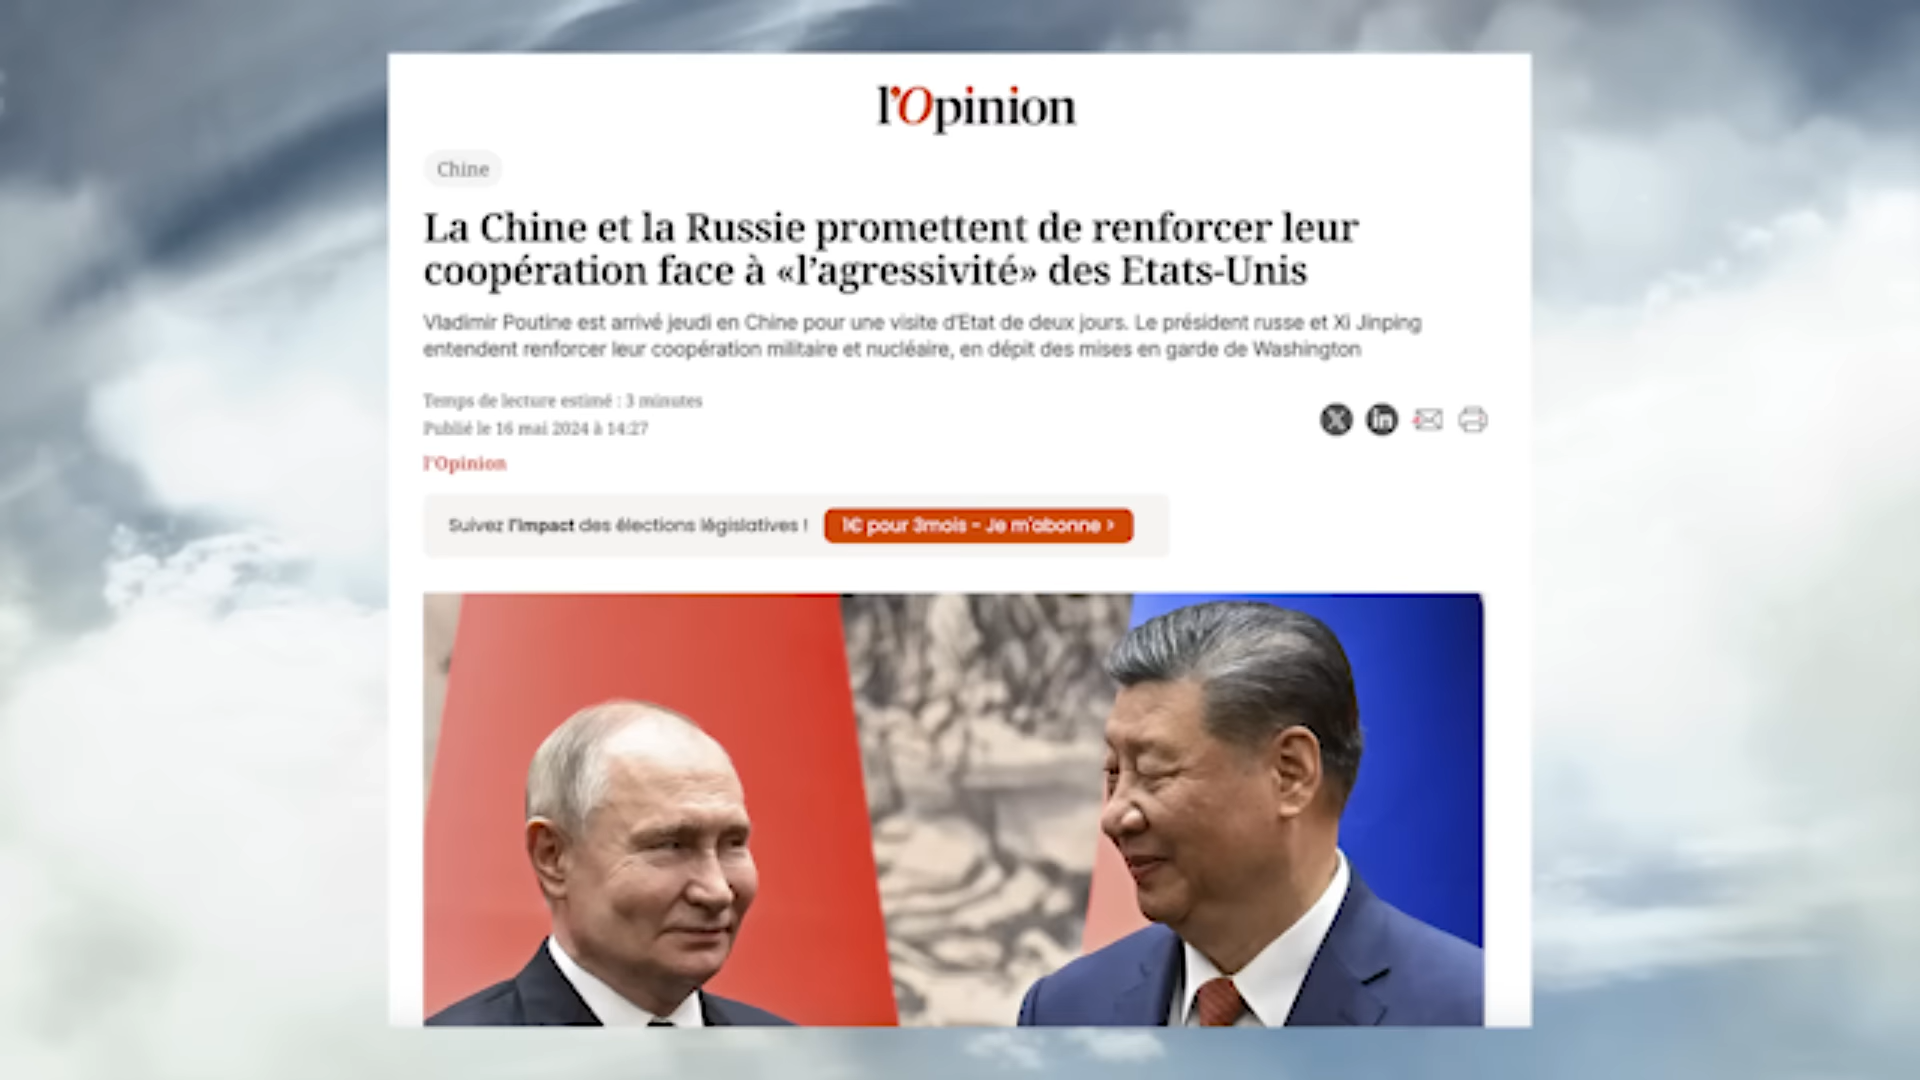 l'Opinion
Chine
La Chine et la Russie promettent de renforcer leur
coopération face à «l'agressivité» des Etats-Unis
Vladimir Poutine est arrivé jeudi en Chine pour une visite d'Etat de deux jours. Le président russe et Xi Jinping
entendent renforcer leur coopération militaire et nucléaire, en dépit des mises en garde de Washington
Temps de lecture estimé : 3 minutes
Publié le 16 mai 2024 à 14:27
l'Opinion
Suivez l'impact des élections législatives !
1€ pour 3mois - Je m'abonne >